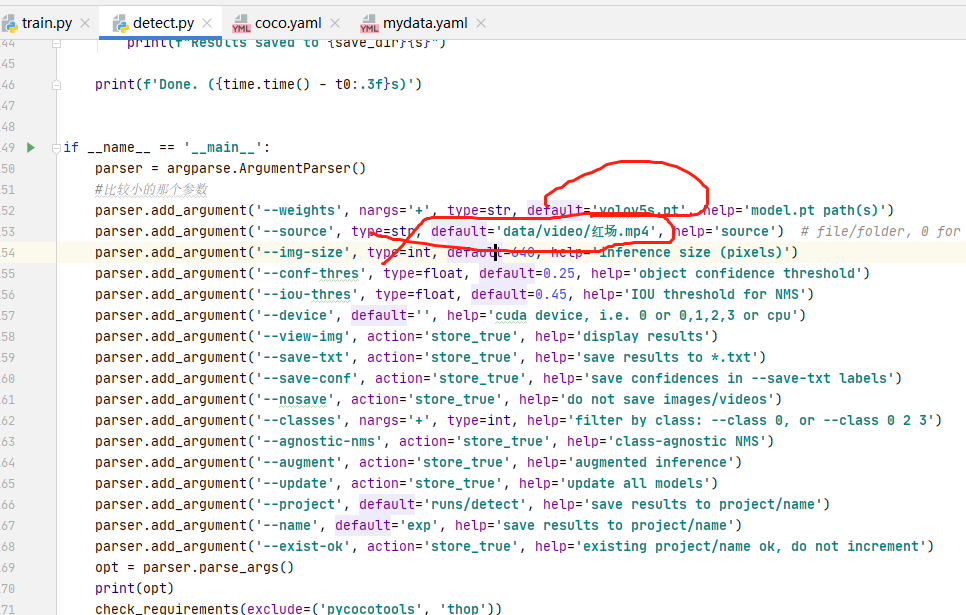 train.py detect.py coco.yaml mydata.yaml
44 print(f"Results saved to {save_dir}{s}")
45
46 print(f'Done. ({time.time() - t0:.3f}s)')
47
48
49 if __name__ == '__main__':
50 parser = argparse.ArgumentParser()
51 #比较小的那个参数
52 parser.add_argument('--weights', nargs='+', type=str, default='yolov5s.pt', help='model.pt path(s)')
53 parser.add_argument('--source', type=str, default='data/video/红场.mp4', help='source') # file/folder, 0 for
54 parser.add_argument('--img-size', type=int, default=640, help='inference size (pixels)')
55 parser.add_argument('--conf-thres', type=float, default=0.25, help='object confidence threshold')
56 parser.add_argument('--iou-thres', type=float, default=0.45, help='IOU threshold for NMS')
57 parser.add_argument('--device', default='', help='cuda device, i.e. 0 or 0,1,2,3 or cpu')
58 parser.add_argument('--view-img', action='store_true', help='display results')
59 parser.add_argument('--save-txt', action='store_true', help='save results to *.txt')
60 parser.add_argument('--save-conf', action='store_true', help='save confidences in --save-txt labels')
61 parser.add_argument('--nosave', action='store_true', help='do not save images/videos')
62 parser.add_argument('--classes', nargs='+', type=int, help='filter by class: --class 0, or --class 0 2 3')
63 parser.add_argument('--agnostic-nms', action='store_true', help='class-agnostic NMS')
64 parser.add_argument('--augment', action='store_true', help='augmented inference')
65 parser.add_argument('--update', action='store_true', help='update all models')
66 parser.add_argument('--project', default='runs/detect', help='save results to project/name')
67 parser.add_argument('--name', default='exp', help='save results to project/name')
68 parser.add_argument('--exist-ok', action='store_true', help='existing project/name ok, do not increment')
69 opt = parser.parse_args()
70 print(opt)
71 check_requirements(exclude=('pycocotools', 'thop'))